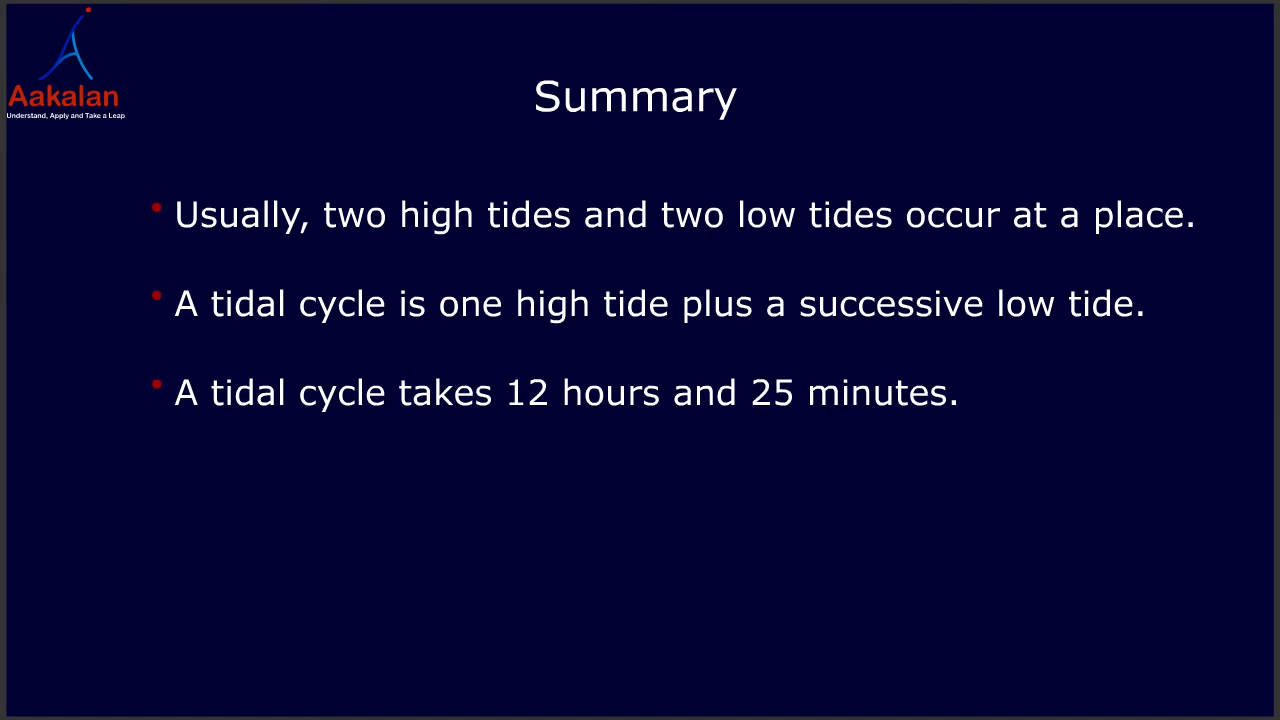 Aakalan
Understand, Apply and Take a Leap
Summary
Usually, two high tides and two low tides occur at a place.
A tidal cycle is one high tide plus a successive low tide.
A tidal cycle takes 12 hours and 25 minutes.